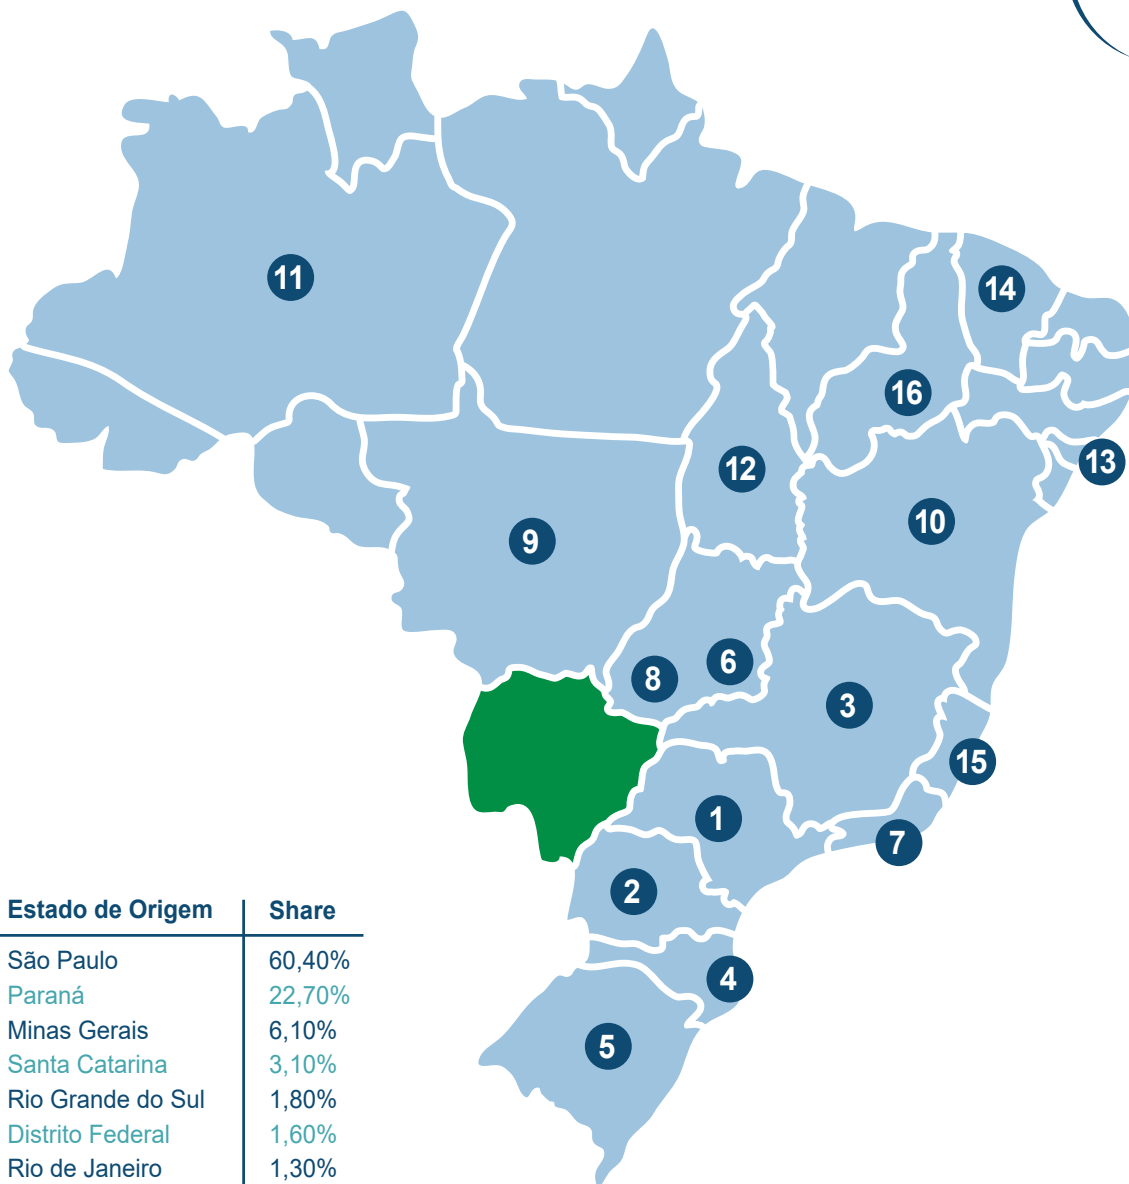 11
14
16
12
13
10
9
6
8
3
15
1
7
2
4
5
Estado de Origem Share
São Paulo 60,40%
Paraná 22,70%
Minas Gerais 6,10%
Santa Catarina 3,10%
Rio Grande do Sul 1,80%
Distrito Federal 1,60%
Rio de Janeiro 1,30%